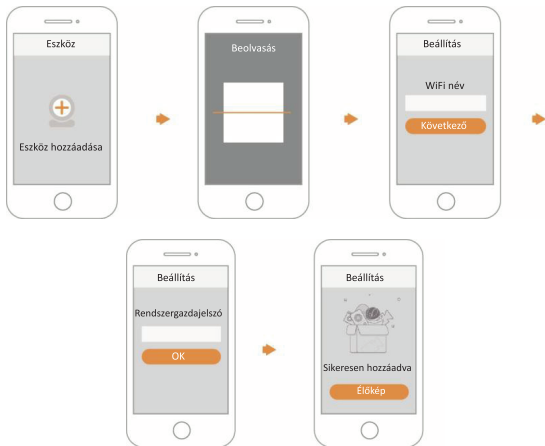 Eszköz
Eszköz hozzáadása
Beolvasás
Beállítás
WiFi név
Következő
Beállítás
Rendszergazdajelszó
OK
Beállítás
Sikeresen hozzáadva
Élőkép